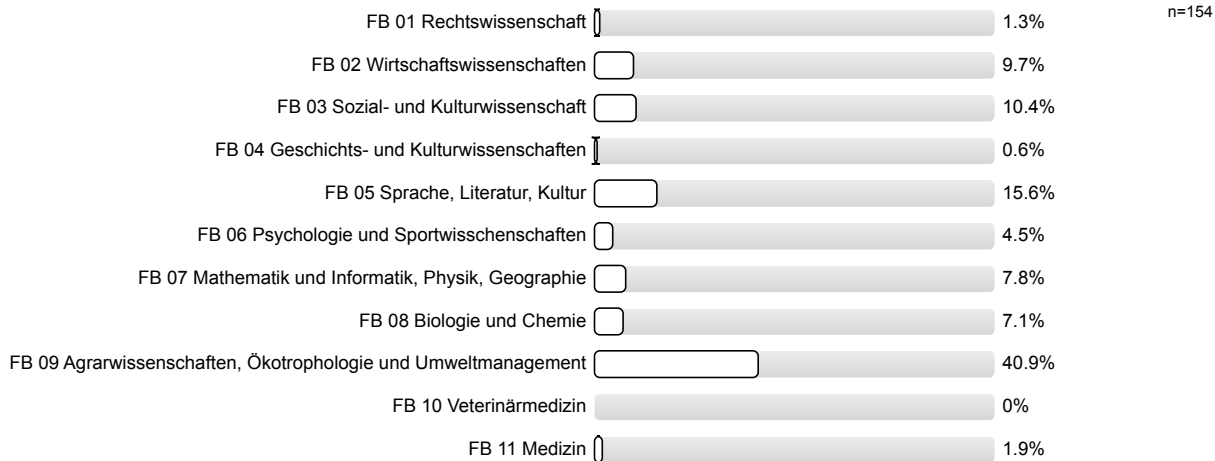 n=154
FB 01 Rechtswissenschaft 1.3%
FB 02 Wirtschaftswissenschaften 9.7%
FB 03 Sozial- und Kulturwissenschaft 10.4%
FB 04 Geschichts- und Kulturwissenschaften 0.6%
FB 05 Sprache, Literatur, Kultur 15.6%
FB 06 Psychologie und Sportwisschenschaften 4.5%
FB 07 Mathematik und Informatik, Physik, Geographie 7.8%
FB 08 Biologie und Chemie 7.1%
FB 09 Agrarwissenschaften, Ökotrophologie und Umweltmanagement 40.9%
FB 10 Veterinärmedizin 0%
FB 11 Medizin 1.9%